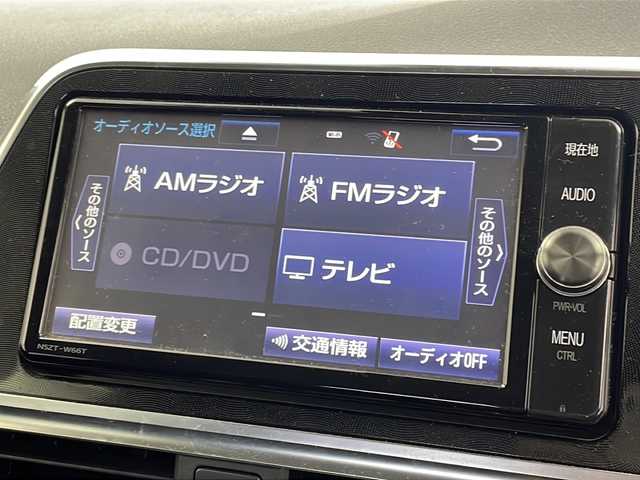 オーディオソース選択
現在地
AMラジオ
FMラジオ
AUDIO
その他のソース
その他のソース
CD/DVD
テレビ
PWR·VOL
配置変更
交通情報
オーディオOFF
MENU
CTRL
NSZT-W66T